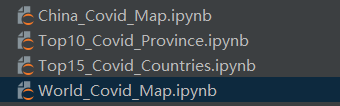 China_Covid_Map.ipynb
Top10_Covid_Province.ipynb
Top15_Covid_Countries.ipynb
World_Covid_Map.ipynb